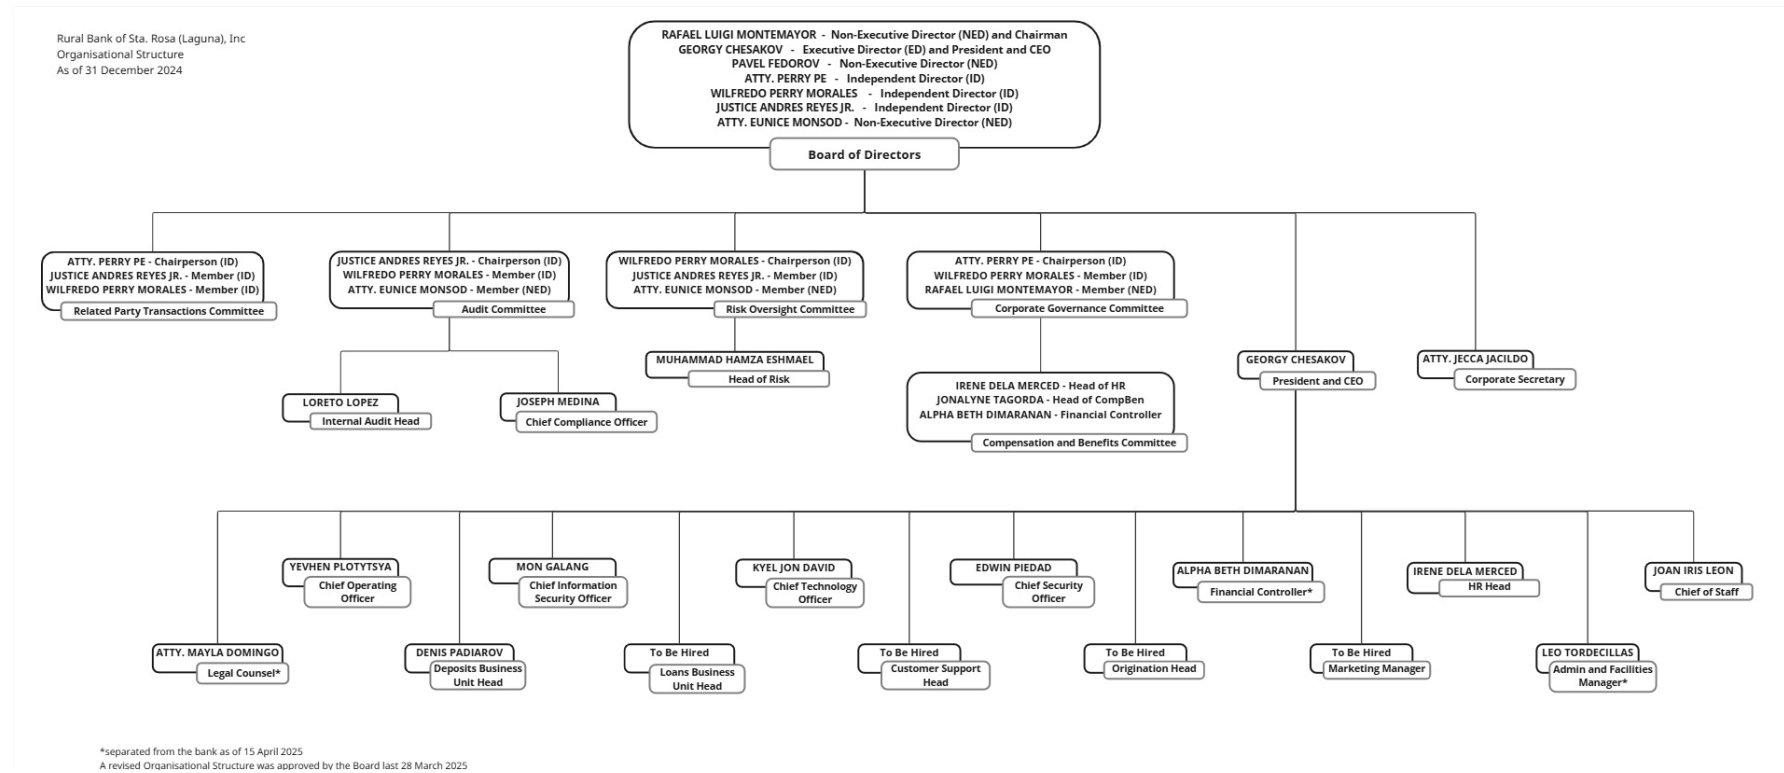 Rural Bank of Sta. Rosa (Laguna), Inc
Organisational Structure
As of 31 December 2024
RAFAEL LUIGI MONTEMAYOR - Non-Executive Director (NED) and Chairman
GEORGY CHESAKOV - Executive Director (ED) and President and CEO
PAVEL FEDOROV - Non-Executive Director (NED)
ATTY. PERRY PE - Independent Director (ID)
WILFREDO PERRY MORALES - Independent Director (ID)
JUSTICE ANDRES REYES JR. - Independent Director (ID)
ATTY. EUNICE MONSOD - Non-Executive Director (NED)
Board of Directors
ATTY. PERRY PE - Chairperson (ID)
JUSTICE ANDRES REYES JR. - Member (ID)
WILFREDO PERRY MORALES - Member (ID)
Related Party Transactions Committee
JUSTICE ANDRES REYES JR. - Chairperson (ID)
WILFREDO PERRY MORALES - Member (ID)
ATTY. EUNICE MONSOD - Member (NED)
Audit Committee
WILFREDO PERRY MORALES - Chairperson (ID)
JUSTICE ANDRES REYES JR. - Member (ID)
ATTY. EUNICE MONSOD - Member (NED)
Risk Oversight Committee
ATTY. PERRY PE - Chairperson (ID)
WILFREDO PERRY MORALES - Member (ID)
RAFAEL LUIGI MONTEMAYOR - Member (NED)
Corporate Governance Committee
LORETO LOPEZ
Internal Audit Head
JOSEPH MEDINA
Chief Compliance Officer
MUHAMMAD HAMZA ESHMAEL
Head of Risk
IRENE DELA MERCED - Head of HR
JONALYNE TAGORDA - Head of CompBen
ALPHA BETH DIMARANAN - Financial Controller
Compensation and Benefits Committee
GEORGY CHESAKOV
President and CEO
ATTY. JECCA JACILDO
Corporate Secretary
YEVHEN PLOTYTSYA
Chief Operating
Officer
MON GALANG
Chief Information
Security Officer
KYEL JON DAVID
Chief Technology
Officer
EDWIN PIEDAD
Chief Security
Officer
ALPHA BETH DIMARANAN
Financial Controller*
IRENE DELA MERCED
HR Head
JOAN IRIS LEON
Chief of Staff
ATTY. MAYLA DOMINGO
Legal Counsel*
DENIS PADIAROV
Deposits Business
Unit Head
To Be Hired
Loans Business
Unit Head
To Be Hired
Customer Support
Head
To Be Hired
Origination Head
To Be Hired
Marketing Manager
LEO TORDECILLAS
Admin and Facilities
Manager*
*separated from the bank as of 15 April 2025
A revised Organisational Structure was approved by the Board last 28 March 2025